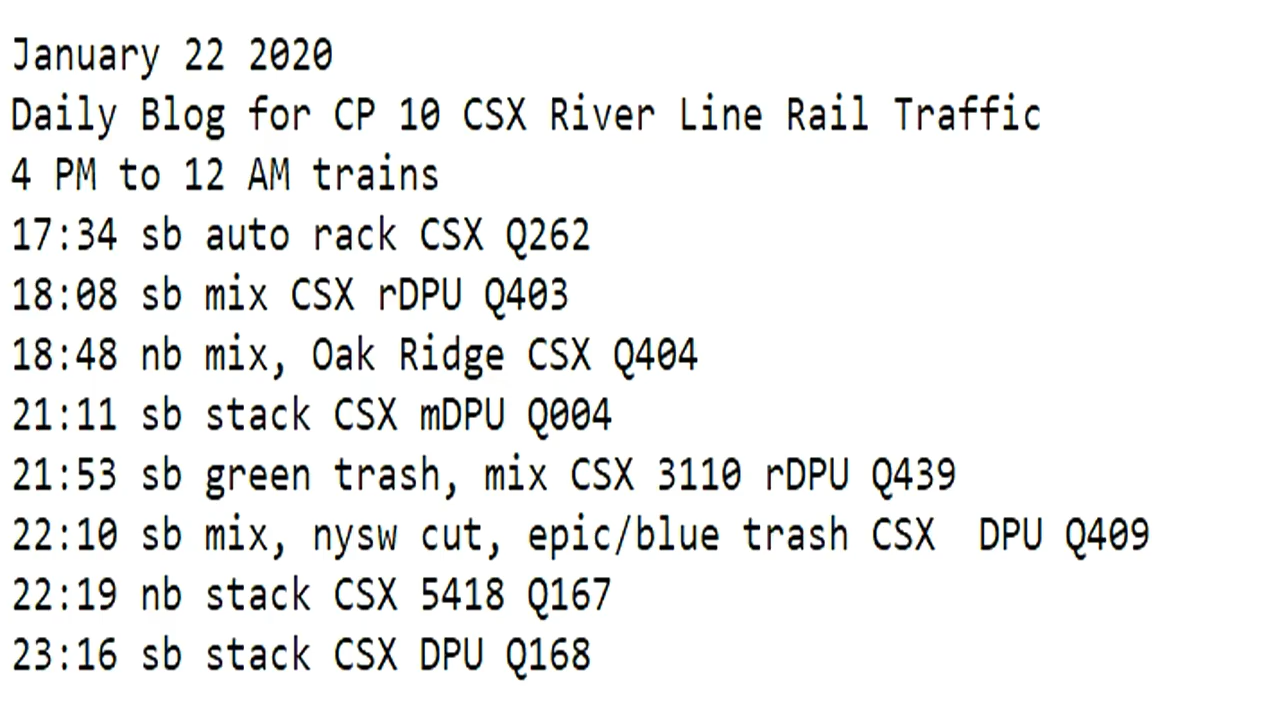 January 22 2020
Daily Blog for CP 10 CSX River Line Rail Traffic
4 PM to 12 AM trains
17:34 sb auto rack CSX Q262
18:08 sb mix CSX rDPU Q403
18:48 nb mix, Oak Ridge CSX Q404
21:11 sb stack CSX mDPU Q004
21:53 sb green trash, mix CSX 3110 rDPU Q439
22:10 sb mix, nysw cut, epic/blue trash CSX  DPU Q409
22:19 nb stack CSX 5418 Q167
23:16 sb stack CSX DPU Q168